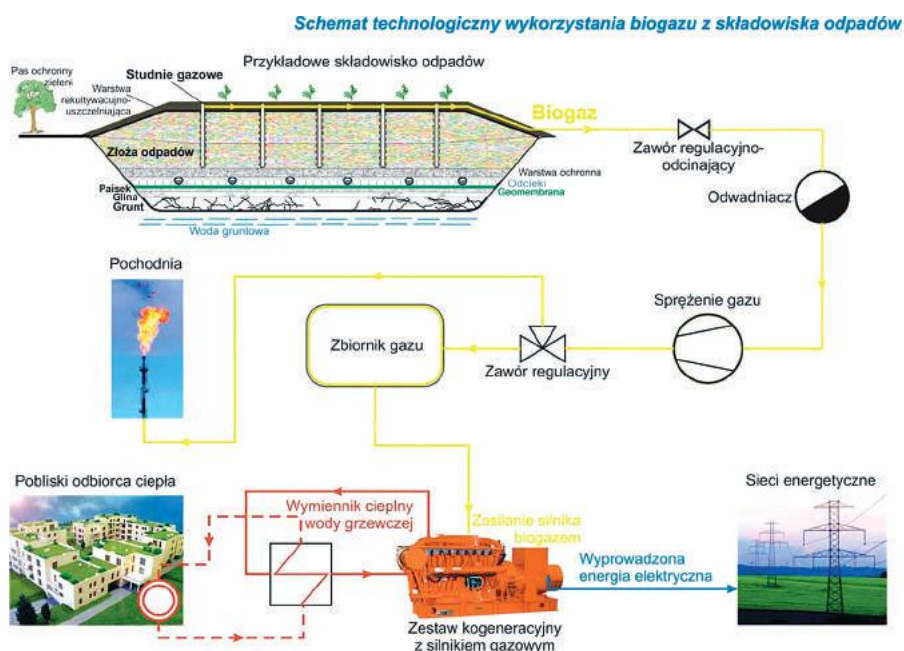 Schemat technologiczny wykorzystania biogazu z składowiska odpadów
Przykładowe składowisko odpadów
Pas ochronny
zieleni
Studnie gazowe
Warstwa
rekultywacujno-
uszczelniająca
Biogaz
Zawór regulacyjno-
odcinający
Złoża odpadów
Warstwa ochronna
Odcieki
Geomembrana
Paisek
Glina
Grunt
Woda gruntowa
Odwadniacz
Pochodnia
Sprężenie gazu
Zbiornik gazu
Zawór regulacyjny
Pobliski odbiorca ciepła
Wymiennik cieplny
wody grzewczej
Zasilanie silnika
biogazem
Sieci energetyczne
Wyprowadzona
energia elektryczna
Zestaw kogeneracyjny
z silnikiem gazowym